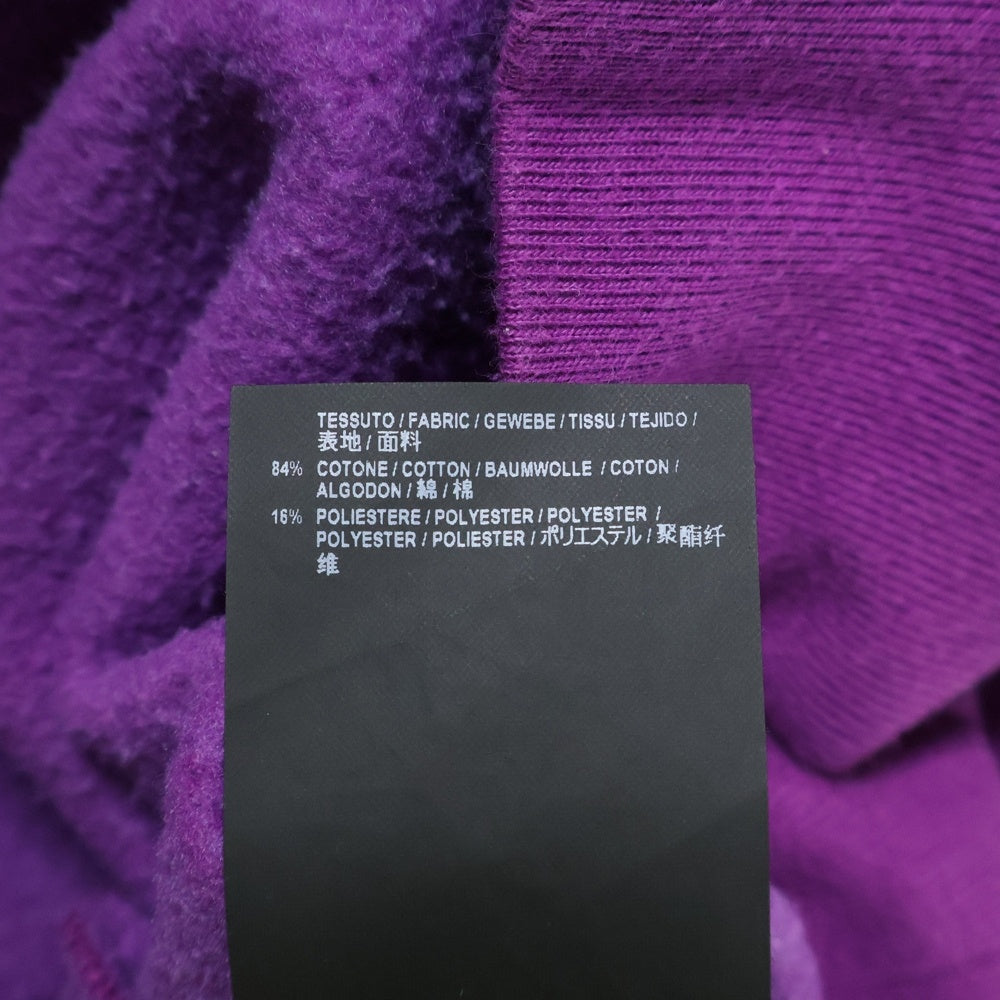 TESSUTO / FABRIC / GEWEBE / TISSU / TEJIDO /
表地 / 面料
84% COTONE / COTTON / BAUMWOLLE / COTON /
ALGODON / 綿 / 棉
16% POLIESTERE / POLYESTER / POLYESTER /
POLYESTER / POLIESTER / ポリエステル / 聚酯纤
维